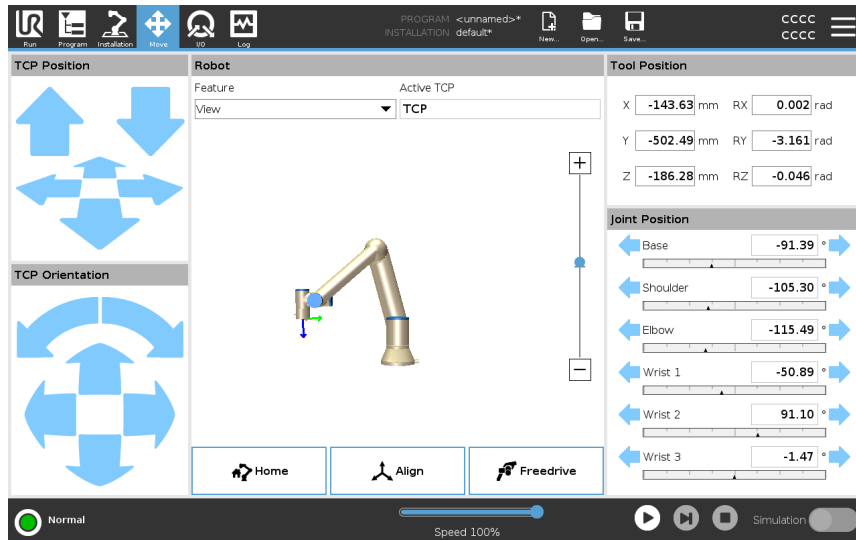 PROGRAM <unnamed>*
INSTALLATION default*
CCCC
CCCC
Run Program Installation Move I/O Log New... Open... Save...
TCP Position
Robot
Feature Active TCP
View TCP
TCP Orientation
Home Align Freedrive
Tool Position
X -143.63 mm RX 0.002 rad
Y -502.49 mm RY -3.161 rad
Z -186.28 mm RZ -0.046 rad
Joint Position
Base -91.39 °
Shoulder -105.30 °
Elbow -115.49 °
Wrist 1 -50.89 °
Wrist 2 91.10 °
Wrist 3 -1.47 °
Normal
Speed 100%
Simulation